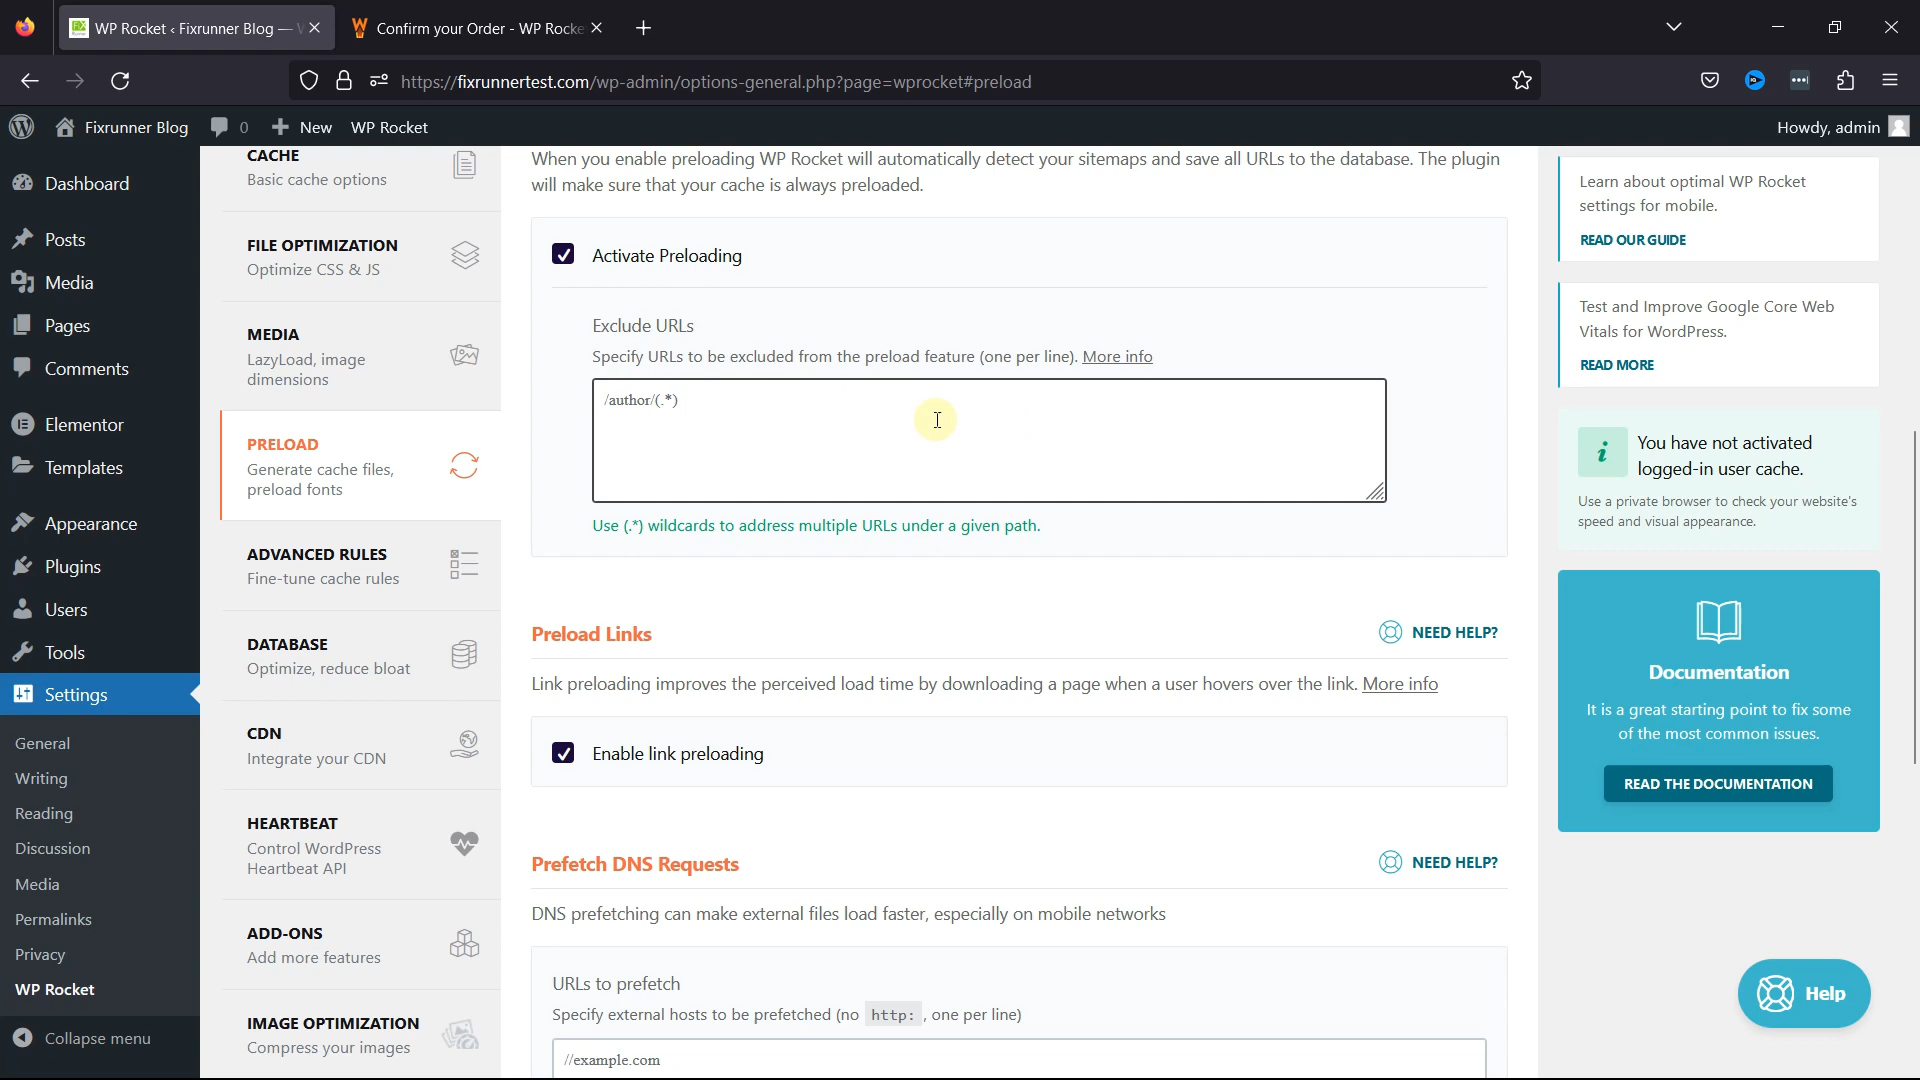 WP Rocket ‹ Fixrunner Blog —
Confirm your Order - WP Rocke
https://fixrunnertest.com/wp-admin/options-general.php?page=wprocket#preload
Fixrunner Blog
0
New
WP Rocket
Howdy, admin
Dashboard
Posts
Media
Pages
Comments
Elementor
Templates
Appearance
Plugins
Users
Tools
Settings
General
Writing
Reading
Discussion
Media
Permalinks
Privacy
WP Rocket
Collapse menu
CACHE
Basic cache options
FILE OPTIMIZATION
Optimize CSS & JS
MEDIA
LazyLoad, image
dimensions
PRELOAD
Generate cache files,
preload fonts
ADVANCED RULES
Fine-tune cache rules
DATABASE
Optimize, reduce bloat
CDN
Integrate your CDN
HEARTBEAT
Control WordPress
Heartbeat API
ADD-ONS
Add more features
IMAGE OPTIMIZATION
Compress your images
When you enable preloading WP Rocket will automatically detect your sitemaps and save all URLs to the database. The plugin
will make sure that your cache is always preloaded.
Activate Preloading
Exclude URLs
Specify URLs to be excluded from the preload feature (one per line). More info
/author/(.*)
Use (.*) wildcards to address multiple URLs under a given path.
Preload Links
NEED HELP?
Link preloading improves the perceived load time by downloading a page when a user hovers over the link. More info
Enable link preloading
Prefetch DNS Requests
NEED HELP?
DNS prefetching can make external files load faster, especially on mobile networks
URLs to prefetch
Specify external hosts to be prefetched (no http: , one per line)
//example.com
Learn about optimal WP Rocket
settings for mobile.
READ OUR GUIDE
Test and Improve Google Core Web
Vitals for WordPress.
READ MORE
You have not activated
logged-in user cache.
Use a private browser to check your website's
speed and visual appearance.
Documentation
It is a great starting point to fix some
of the most common issues.
READ THE DOCUMENTATION
Help